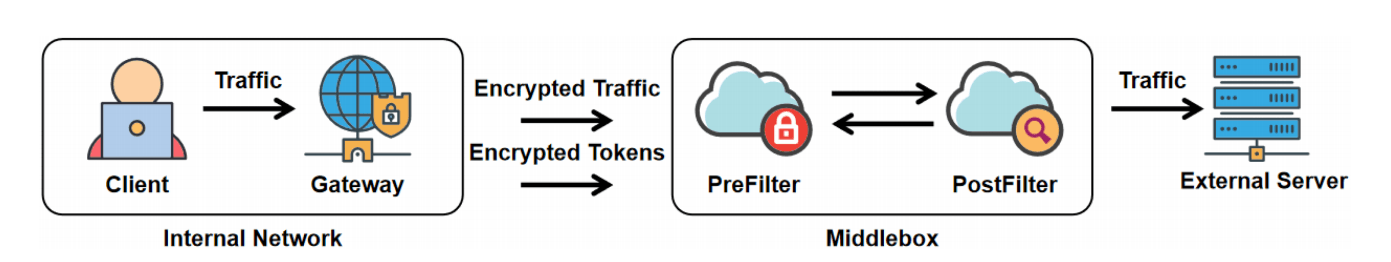 Traffic
Client
Gateway
Internal Network
Encrypted Traffic
Encrypted Tokens
PreFilter
PostFilter
Middlebox
Traffic
External Server